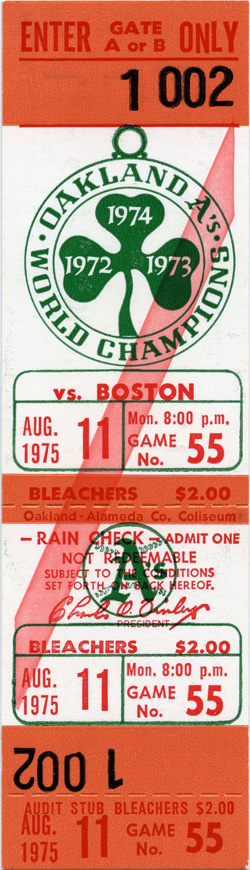 ENTER GATE A or B ONLY
1 002
OAKLAND A's
1974
1972 1973
WORLD CHAMPIONS
vs. BOSTON
AUG. 11 1975
Mon. 8:00 p.m.
GAME No. 55
BLEACHERS $2.00
Oakland-Alameda Co. Coliseum
– RAIN CHECK – ADMIT ONE
NOT REDEEMABLE
SUBJECT TO THE CONDITIONS
SET FORTH ON BACK HEREOF.
A's
Charles O. Finley
PRESIDENT
BLEACHERS $2.00
AUG. 11 1975
Mon. 8:00 p.m.
GAME No. 55
1 002
AUDIT STUB BLEACHERS $2.00
AUG. 11 1975
GAME No. 55